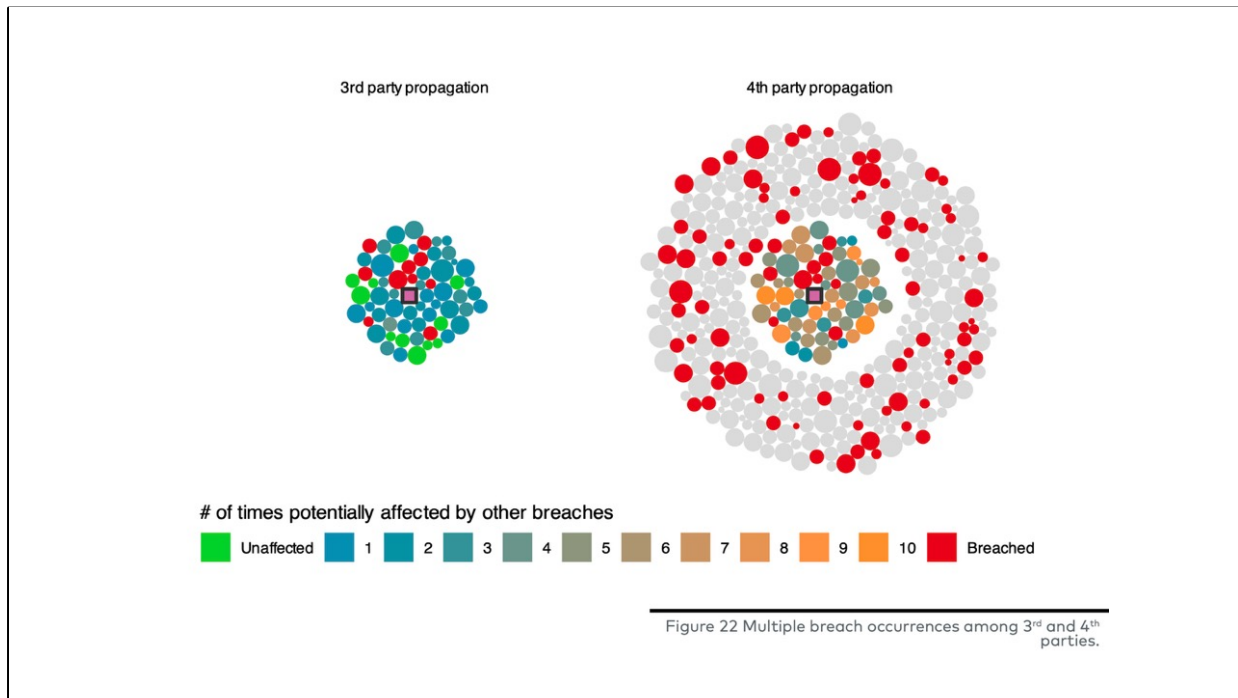 3rd party propagation
4th party propagation
# of times potentially affected by other breaches
Unaffected 1 2 3 4 5 6 7 8 9 10 Breached
Figure 22 Multiple breach occurrences among 3rd and 4th
parties.